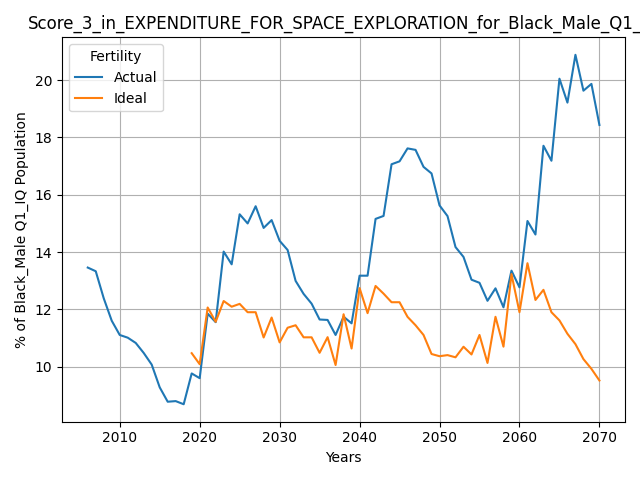 Score_3_in_EXPENDITURE_FOR_SPACE_EXPLORATION_for_Black_Male_Q1_
Fertility
Actual
Ideal
20
18
16
14
12
10
% of Black_Male Q1_IQ Population
2010 2020 2030 2040 2050 2060 2070
Years